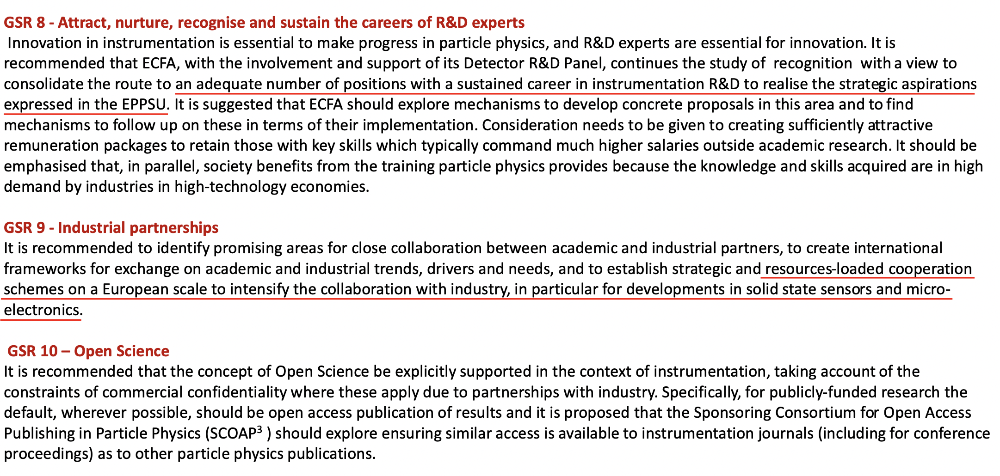 GSR 8 - Attract, nurture, recognise and sustain the careers of R&D experts
Innovation in instrumentation is essential to make progress in particle physics, and R&D experts are essential for innovation. It is
recommended that ECFA, with the involvement and support of its Detector R&D Panel, continues the study of recognition with a view to
consolidate the route to an adequate number of positions with a sustained career in instrumentation R&D to realise the strategic aspirations
expressed in the EPPSU. It is suggested that ECFA should explore mechanisms to develop concrete proposals in this area and to find
mechanisms to follow up on these in terms of their implementation. Consideration needs to be given to creating sufficiently attractive
remuneration packages to retain those with key skills which typically command much higher salaries outside academic research. It should be
emphasised that, in parallel, society benefits from the training particle physics provides because the knowledge and skills acquired are in high
demand by industries in high-technology economies.
GSR 9 - Industrial partnerships
It is recommended to identify promising areas for close collaboration between academic and industrial partners, to create international
frameworks for exchange on academic and industrial trends, drivers and needs, and to establish strategic and resources-loaded cooperation
schemes on a European scale to intensify the collaboration with industry, in particular for developments in solid state sensors and micro-
electronics.
GSR 10 – Open Science
It is recommended that the concept of Open Science be explicitly supported in the context of instrumentation, taking account of the
constraints of commercial confidentiality where these apply due to partnerships with industry. Specifically, for publicly-funded research the
default, wherever possible, should be open access publication of results and it is proposed that the Sponsoring Consortium for Open Access
Publishing in Particle Physics (SCOAP³ ) should explore ensuring similar access is available to instrumentation journals (including for conference
proceedings) as to other particle physics publications.